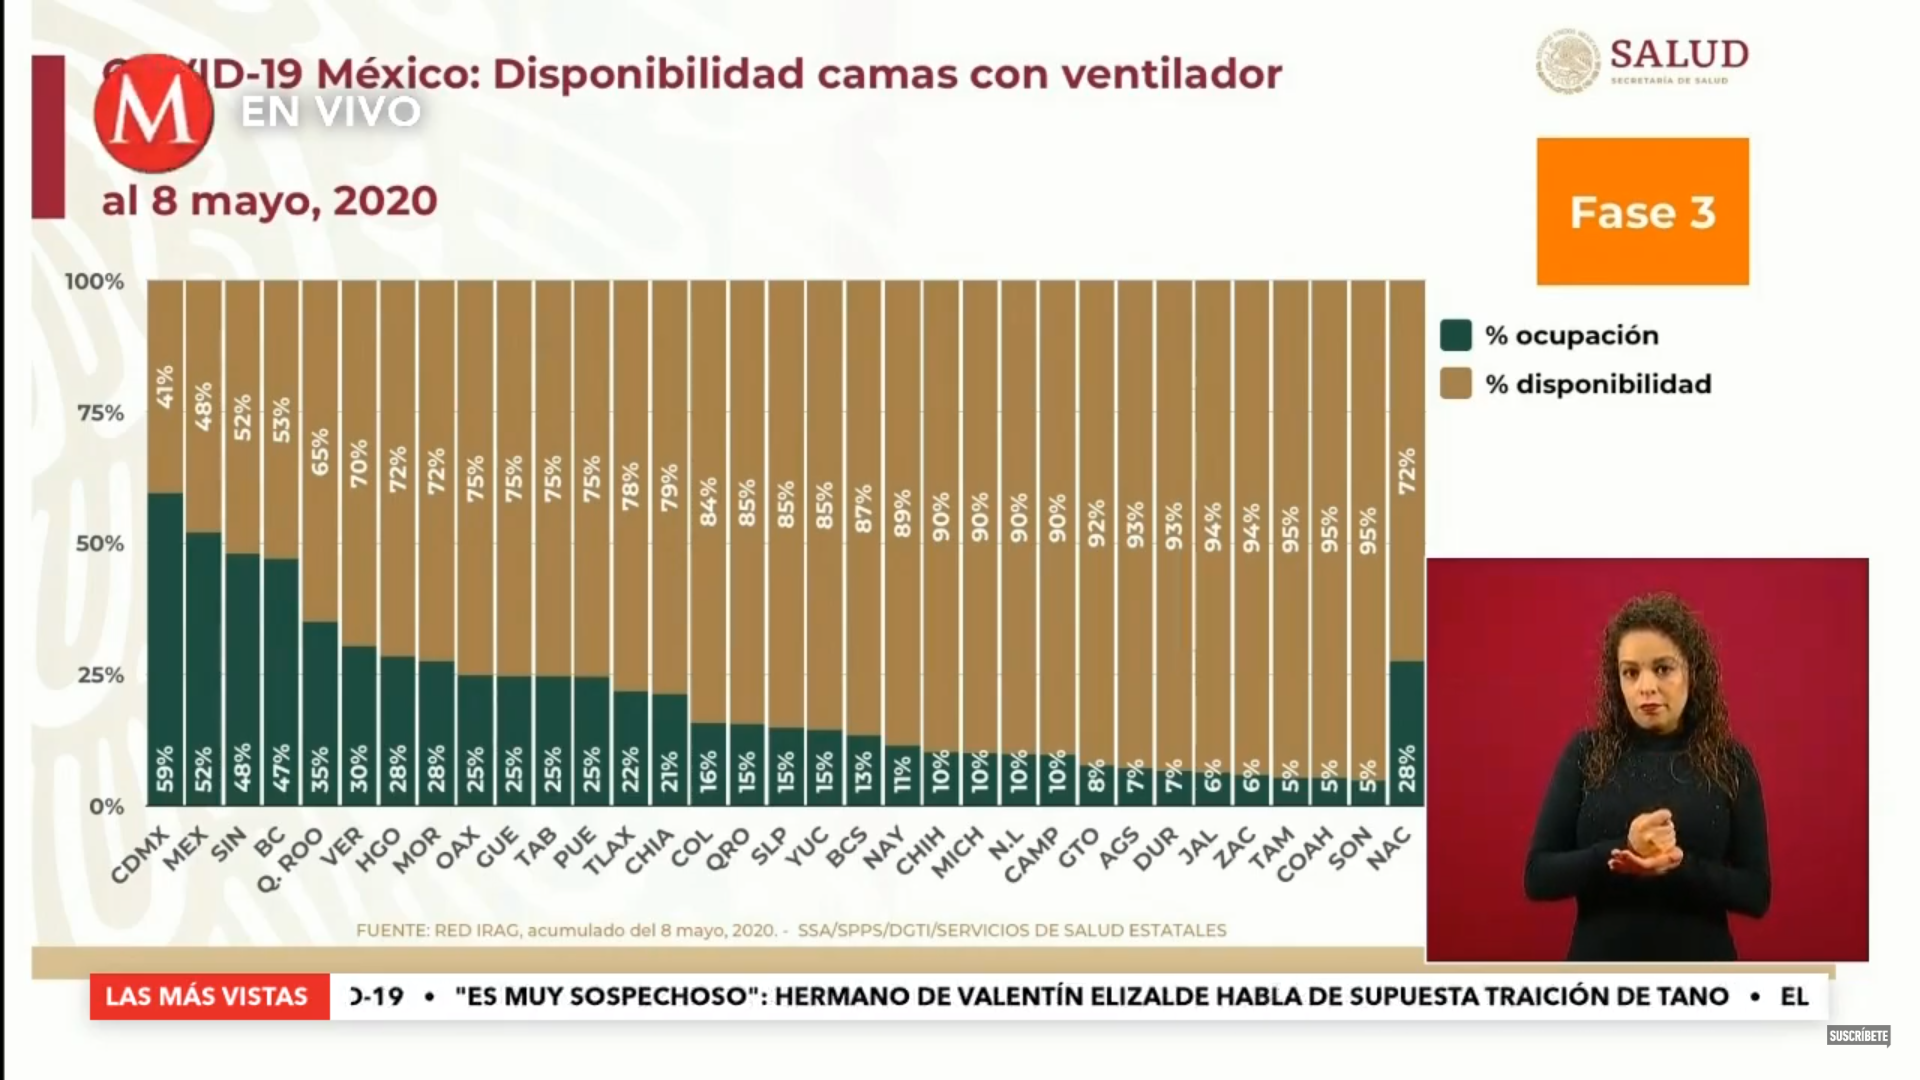 COVID-19 México: Disponibilidad camas con ventilador
M
EN VIVO
al 8 mayo, 2020
SALUD
SECRETARÍA DE SALUD
Fase 3
% ocupación
% disponibilidad
100%
75%
50%
25%
0%
41% 48% 52% 53% 65% 70% 72% 72% 75% 75% 75% 75% 78% 79% 84% 85% 85% 85% 87% 89% 90% 90% 90% 90% 92% 93% 93% 94% 94% 95% 95% 95% 72%
59% 52% 48% 47% 35% 30% 28% 28% 25% 25% 25% 25% 22% 21% 16% 15% 15% 15% 13% 11% 10% 10% 10% 10% 8% 7% 7% 6% 6% 5% 5% 5% 28%
CDMX MEX SIN BC Q. ROO VER HGO MOR OAX GUE TAB PUE TLAX CHIA COL QRO SLP YUC BCS NAY CHIH MICH N.L CAMP GTO AGS DUR JAL ZAC TAM COAH SON NAC
FUENTE: RED IRAG, acumulado del 8 mayo, 2020. - SSA/SPPS/DGTI/SERVICIOS DE SALUD ESTATALES
LAS MÁS VISTAS
D-19 • "ES MUY SOSPECHOSO": HERMANO DE VALENTÍN ELIZALDE HABLA DE SUPUESTA TRAICIÓN DE TANO • EL
SUSCRÍBETE